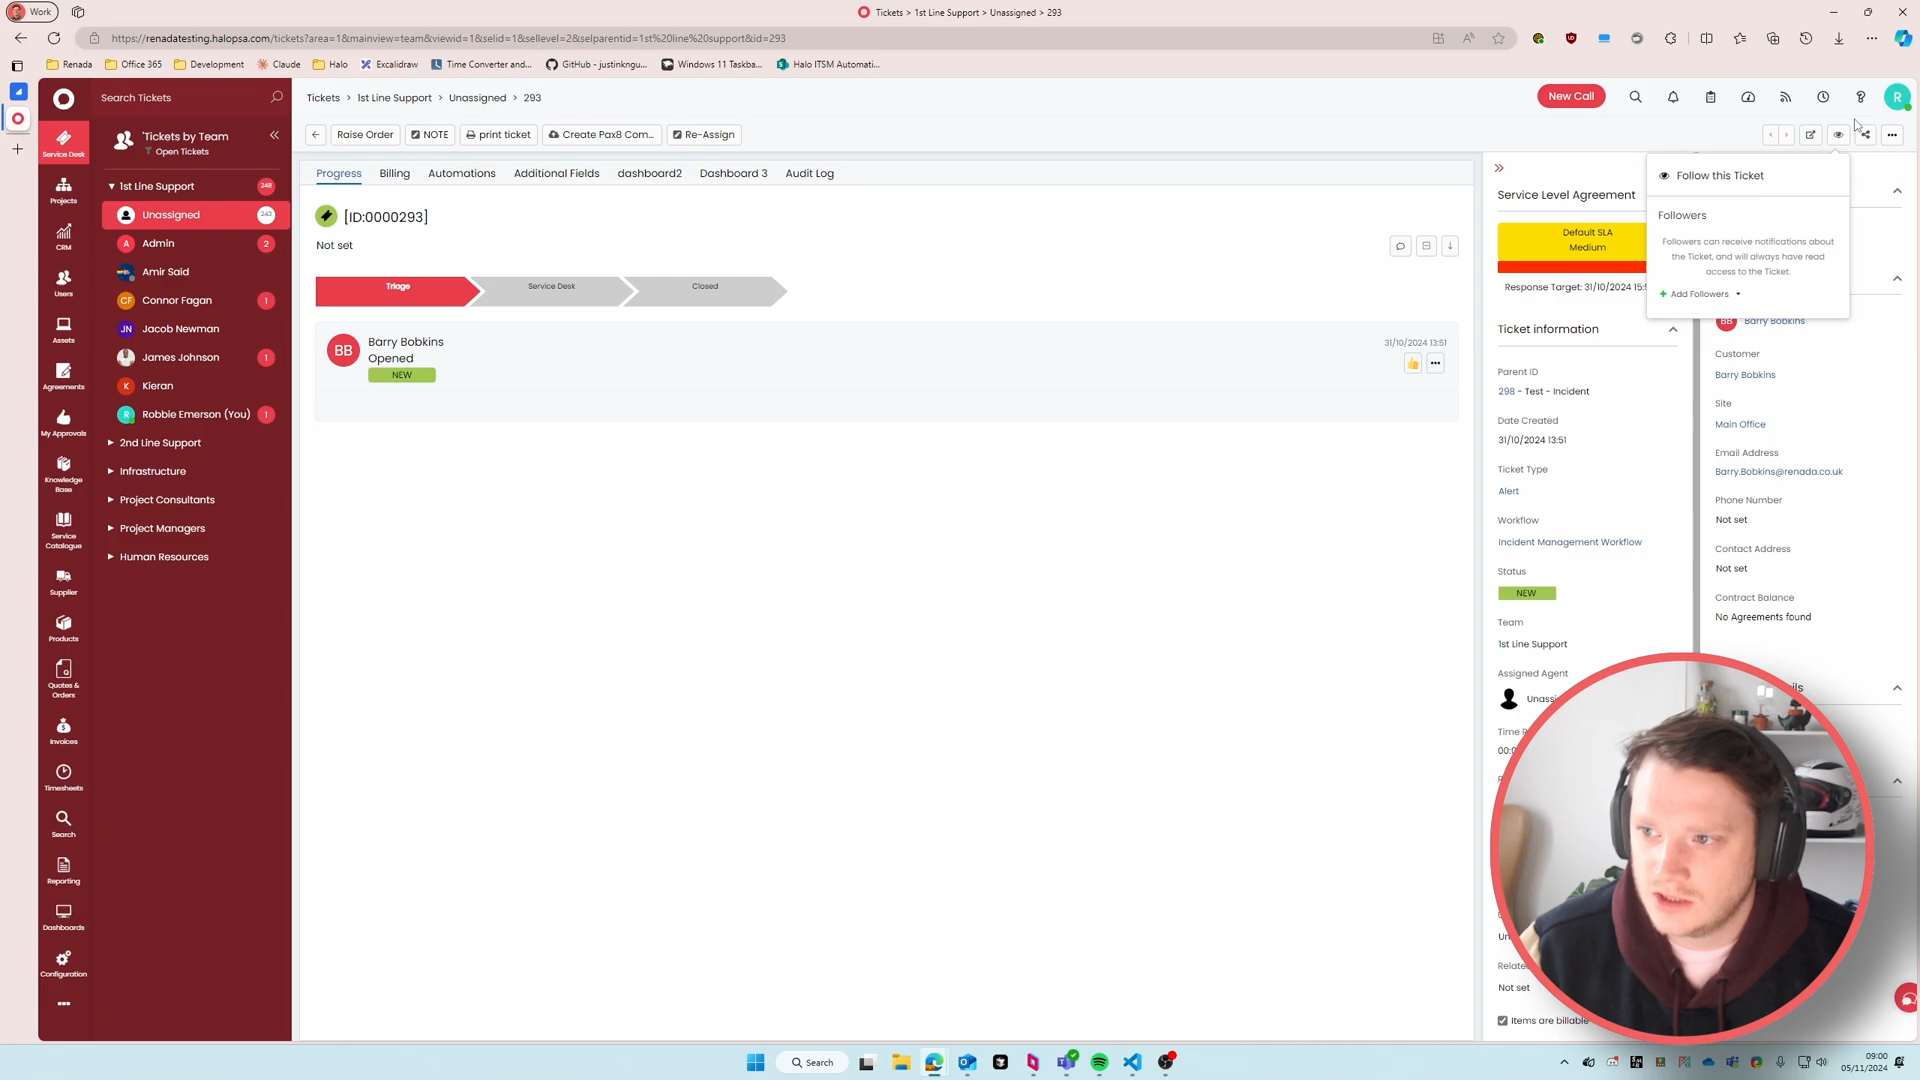 Work
Tickets > 1st Line Support > Unassigned > 293
https://renadatesting.halopsa.com/tickets?area=1&mainview=team&viewid=1&selid=1&sellevel=2&selparentid=1st%20line%20support&id=293
Renada
Office 365
Development
Claude
Halo
Excalidraw
Time Converter and...
GitHub - justinkngu...
Windows 11 Taskba...
Halo ITSM Automati...
Search Tickets
Tickets > 1st Line Support > Unassigned > 293
New Call
R
Service Desk
'Tickets by Team
Open Tickets
Raise Order
NOTE
print ticket
Create Pax8 Com...
Re-Assign
Projects
CRM
Users
Assets
Agreements
My Approvals
Knowledge
Base
Service
Catalogue
Supplier
Products
Quotes &
Orders
Invoices
Timesheets
Search
Reporting
Dashboards
Configuration
1st Line Support 248
Unassigned 243
A Admin 2
Amir Said
CF Connor Fagan 1
JN Jacob Newman
James Johnson 1
K Kieran
R Robbie Emerson (You) 1
2nd Line Support
Infrastructure
Project Consultants
Project Managers
Human Resources
Progress
Billing
Automations
Additional Fields
dashboard2
Dashboard 3
Audit Log
[ID:0000293]
Not set
Triage
Service Desk
Closed
BB
Barry Bobkins
Opened
NEW
31/10/2024 13:51
Follow this Ticket
Followers
Followers can receive notifications about
the Ticket, and will always have read
access to the Ticket.
Add Followers
Service Level Agreement
Default SLA
Medium
Response Target: 31/10/2024
Ticket information
Parent ID
298 - Test - Incident
Date Created
31/10/2024 13:51
Ticket Type
Alert
Workflow
Incident Management Workflow
Status
NEW
Team
1st Line Support
Assigned Agent
Related
Not set
Items are billable
BB Barry Bobkins
Customer
Barry Bobkins
Site
Main Office
Email Address
Barry.Bobkins@renada.co.uk
Phone Number
Not set
Contact Address
Not set
Contract Balance
No Agreements found
Search
09:00
05/11/2024